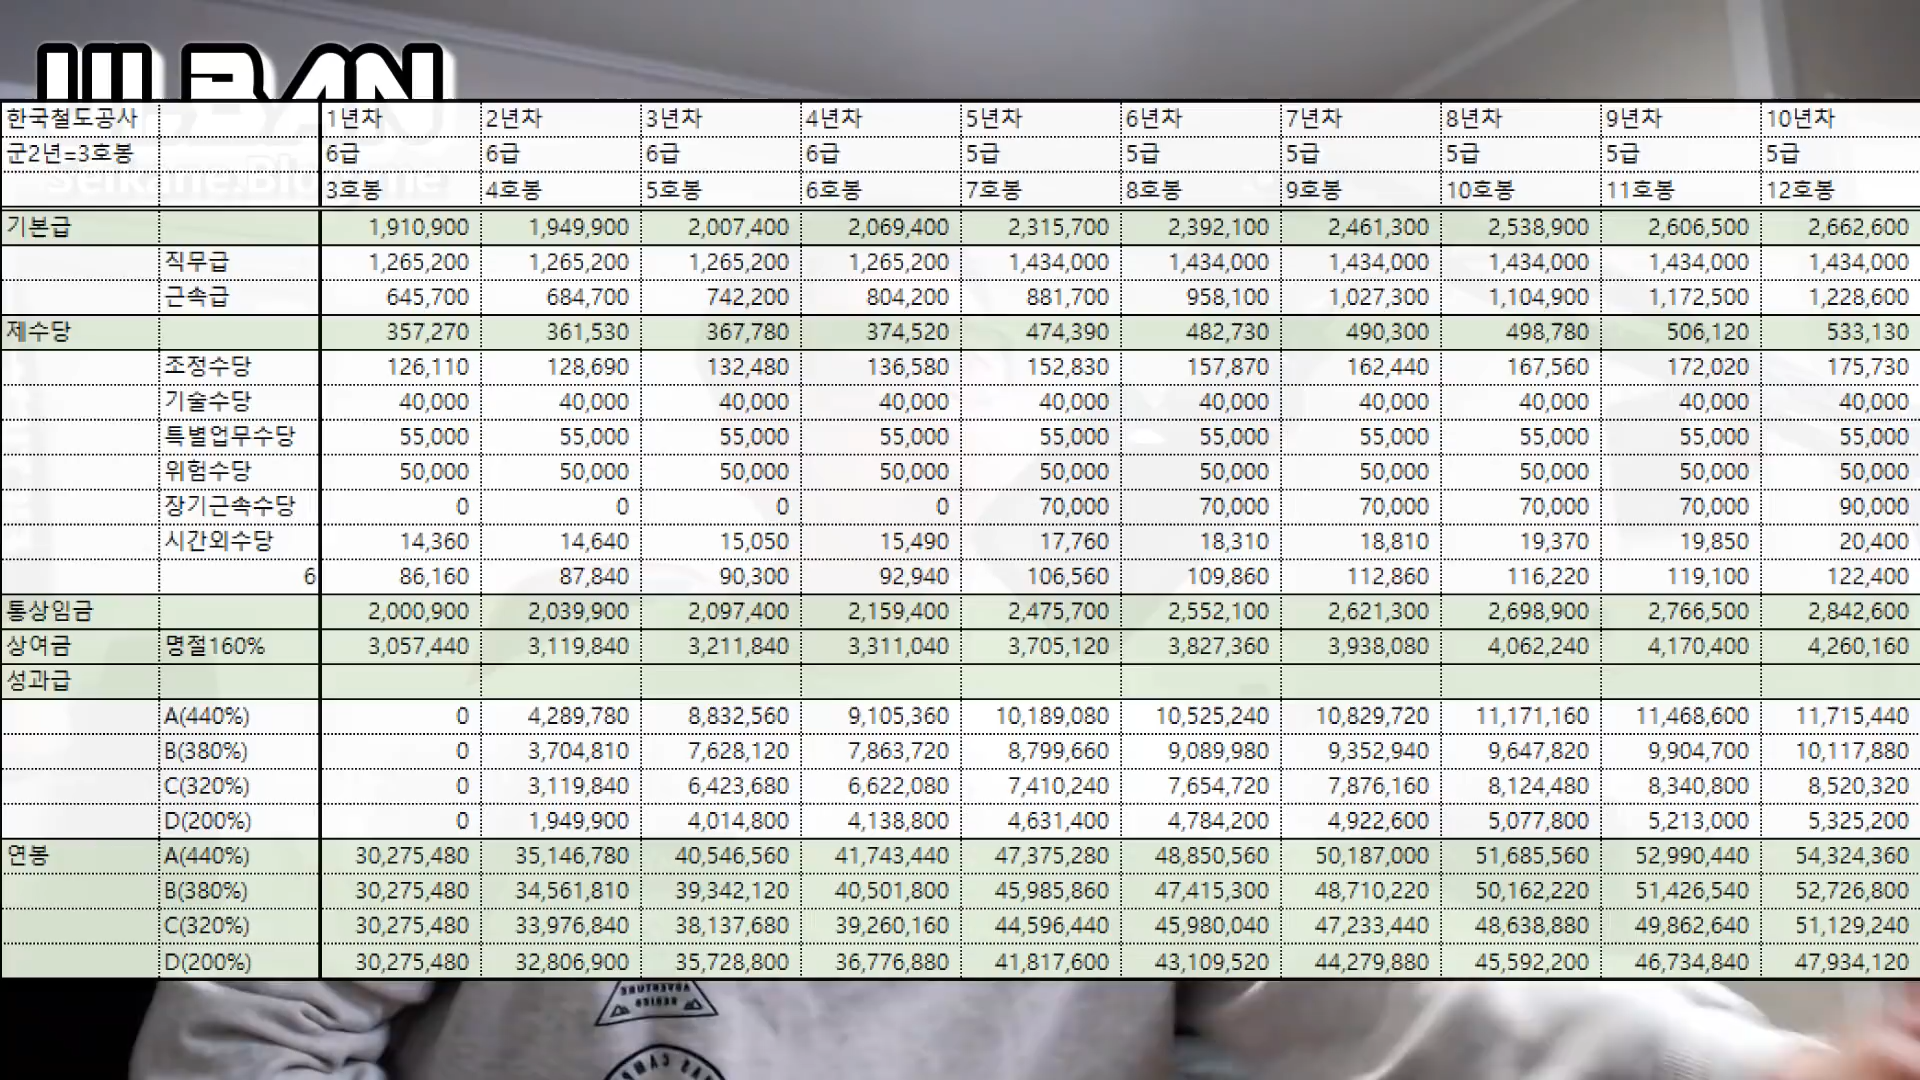 한국철도공사 1년차 2년차 3년차 4년차 5년차 6년차 7년차 8년차 9년차 10년차
군2년=3호봉 6급 6급 6급 6급 5급 5급 5급 5급 5급 5급
3호봉 4호봉 5호봉 6호봉 7호봉 8호봉 9호봉 10호봉 11호봉 12호봉
기본급 1,910,900 1,949,900 2,007,400 2,069,400 2,315,700 2,392,100 2,461,300 2,538,900 2,606,500 2,662,600
직무급 1,265,200 1,265,200 1,265,200 1,265,200 1,434,000 1,434,000 1,434,000 1,434,000 1,434,000 1,434,000
근속급 645,700 684,700 742,200 804,200 881,700 958,100 1,027,300 1,104,900 1,172,500 1,228,600
제수당 357,270 361,530 367,780 374,520 474,390 482,730 490,300 498,780 506,120 533,130
조정수당 126,110 128,690 132,480 136,580 152,830 157,870 162,440 167,560 172,020 175,730
기술수당 40,000 40,000 40,000 40,000 40,000 40,000 40,000 40,000 40,000 40,000
특별업무수당 55,000 55,000 55,000 55,000 55,000 55,000 55,000 55,000 55,000 55,000
위험수당 50,000 50,000 50,000 50,000 50,000 50,000 50,000 50,000 50,000 50,000
장기근속수당 0 0 0 0 70,000 70,000 70,000 70,000 70,000 90,000
시간외수당 14,360 14,640 15,050 15,490 17,760 18,310 18,810 19,370 19,850 20,400
6 86,160 87,840 90,300 92,940 106,560 109,860 112,860 116,220 119,100 122,400
통상임금 2,000,900 2,039,900 2,097,400 2,159,400 2,475,700 2,552,100 2,621,300 2,698,900 2,766,500 2,842,600
상여금 명절160% 3,057,440 3,119,840 3,211,840 3,311,040 3,705,120 3,827,360 3,938,080 4,062,240 4,170,400 4,260,160
성과급
A(440%) 0 4,289,780 8,832,560 9,105,360 10,189,080 10,525,240 10,829,720 11,171,160 11,468,600 11,715,440
B(380%) 0 3,704,810 7,628,120 7,863,720 8,799,660 9,089,980 9,352,940 9,647,820 9,904,700 10,117,880
C(320%) 0 3,119,840 6,423,680 6,622,080 7,410,240 7,654,720 7,876,160 8,124,480 8,340,800 8,520,320
D(200%) 0 1,949,900 4,014,800 4,138,800 4,631,400 4,784,200 4,922,600 5,077,800 5,213,000 5,325,200
연봉 A(440%) 30,275,480 35,146,780 40,546,560 41,743,440 47,375,280 48,850,560 50,187,000 51,685,560 52,990,440 54,324,360
B(380%) 30,275,480 34,561,810 39,342,120 40,501,800 45,985,860 47,415,300 48,710,220 50,162,220 51,426,540 52,726,800
C(320%) 30,275,480 33,976,840 38,137,680 39,260,160 44,596,440 45,980,040 47,233,440 48,638,880 49,862,640 51,129,240
D(200%) 30,275,480 32,806,900 35,728,800 36,776,880 41,817,600 43,109,520 44,279,880 45,592,200 46,734,840 47,934,120